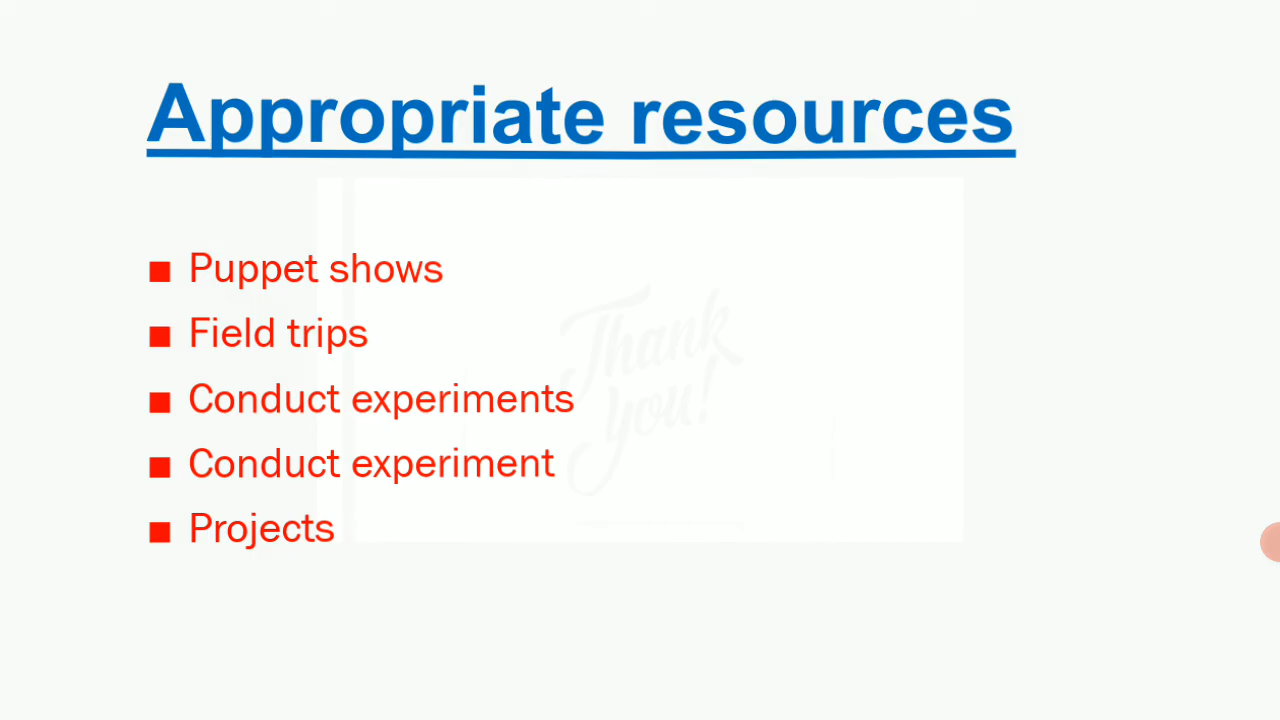 Appropriate resources
Puppet shows
Field trips
Conduct experiments
Conduct experiment
Projects
Thank
you!